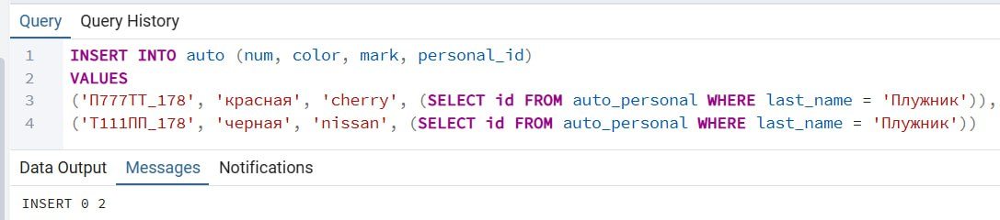 Query Query History
1 INSERT INTO auto (num, color, mark, personal_id)
2 VALUES
3 ('П777ТТ_178', 'красная', 'cherry', (SELECT id FROM auto_personal WHERE last_name = 'Плужник')),
4 ('Т111ПП_178', 'черная', 'nissan', (SELECT id FROM auto_personal WHERE last_name = 'Плужник'))
Data Output Messages Notifications
INSERT 0 2